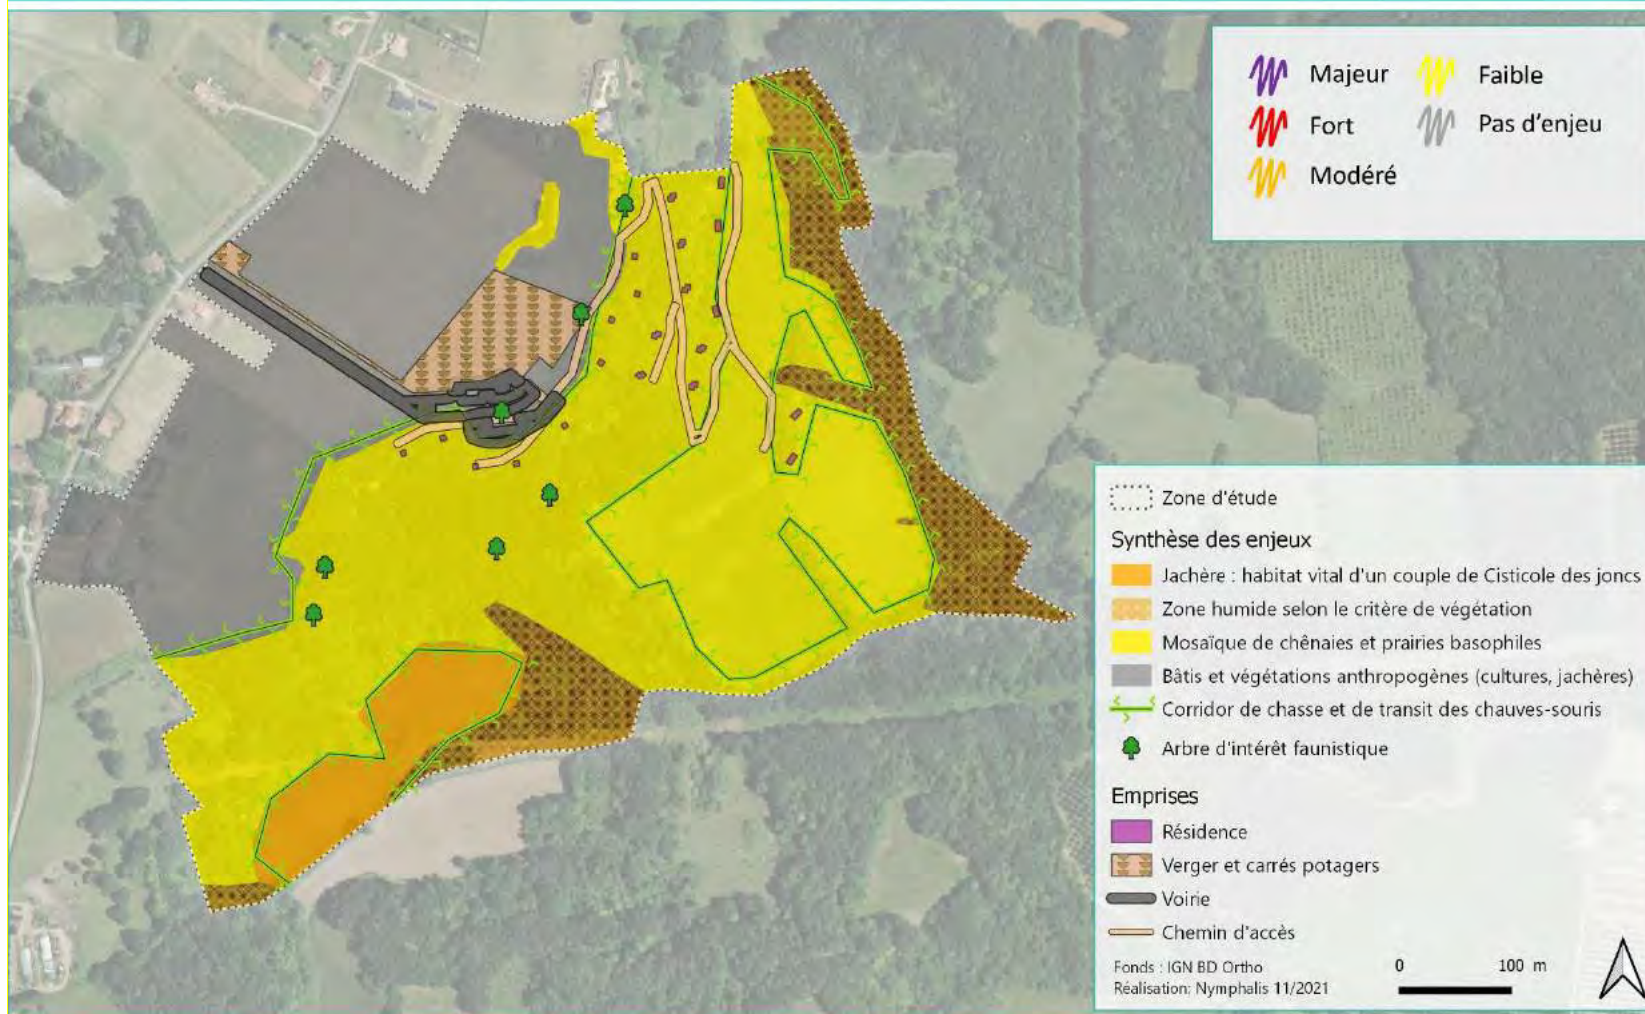 Majeur
Faible
Fort
Pas d'enjeu
Modéré
Zone d'étude
Synthèse des enjeux
Jachère : habitat vital d'un couple de Cisticole des joncs
Zone humide selon le critère de végétation
Mosaïque de chênaies et prairies basophiles
Bâtis et végétations anthropogènes (cultures, jachères)
Corridor de chasse et de transit des chauves-souris
Arbre d'intérêt faunistique
Emprises
Résidence
Verger et carrés potagers
Voirie
Chemin d'accès
Fonds : IGN BD Ortho
Réalisation: Nymphalis 11/2021
0 100 m